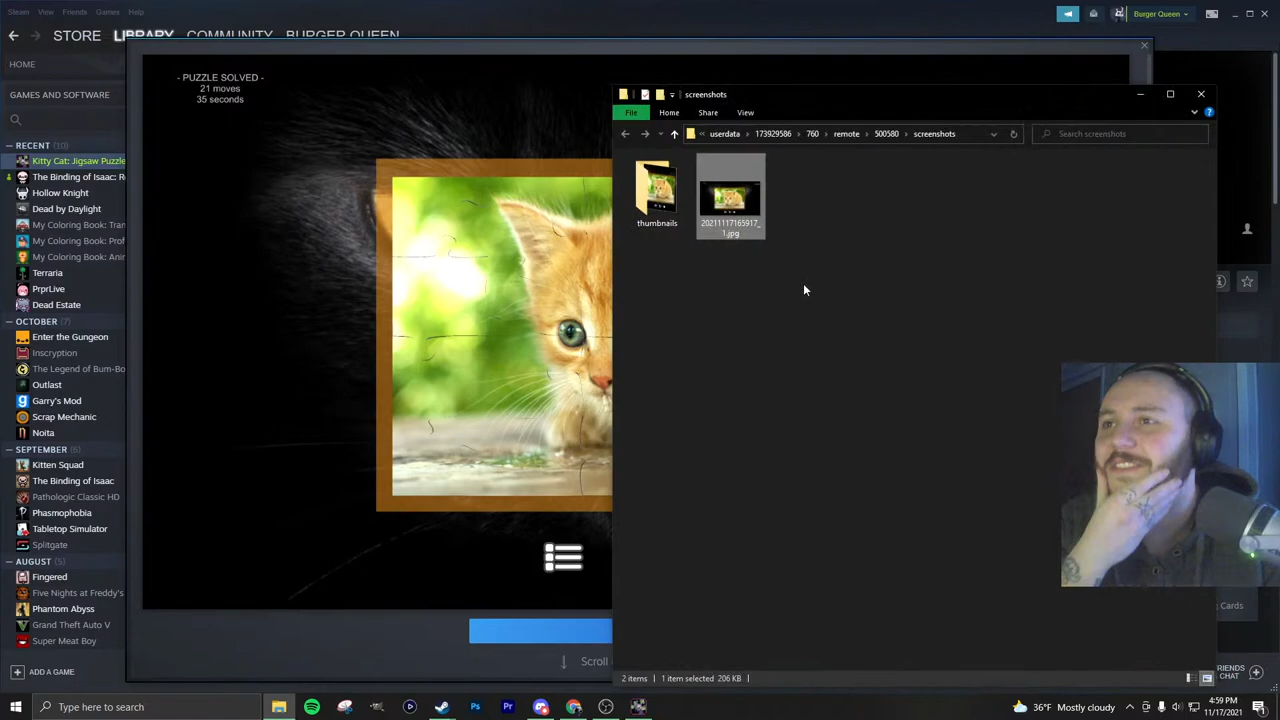 Steam View Friends Games Help
Burger Queen
STORE LIBRARY COMMUNITY BURGER QUEEN
HOME
GAMES AND SOFTWARE
RECENT (10)
Kitty Cat: Jigsaw Puzzle
The Binding of Isaac: R
Hollow Knight
Dead by Daylight
My Coloring Book: Tran
My Coloring Book: Prof
My Coloring Book: Anir
Terraria
PprLive
Dead Estate
OCTOBER (7)
Enter the Gungeon
Inscryption
The Legend of Bum-Bo
Outlast
Garry's Mod
Scrap Mechanic
Noita
SEPTEMBER (6)
Kitten Squad
The Binding of Isaac
Pathologic Classic HD
Phasmophobia
Tabletop Simulator
Splitgate
AUGUST (5)
Fingered
Five Nights at Freddy's
Phantom Abyss
Grand Theft Auto V
Super Meat Boy
ADD A GAME
- PUZZLE SOLVED -
21 moves
35 seconds
Scroll
screenshots
File Home Share View
« userdata > 173929586 > 760 > remote > 500580 > screenshots
Search screenshots
thumbnails
20211117165917_
1.jpg
2 items 1 item selected 206 KB
Cards
FRIENDS
CHAT
Type here to search
36°F Mostly cloudy
4:59 PM
11/17/2021